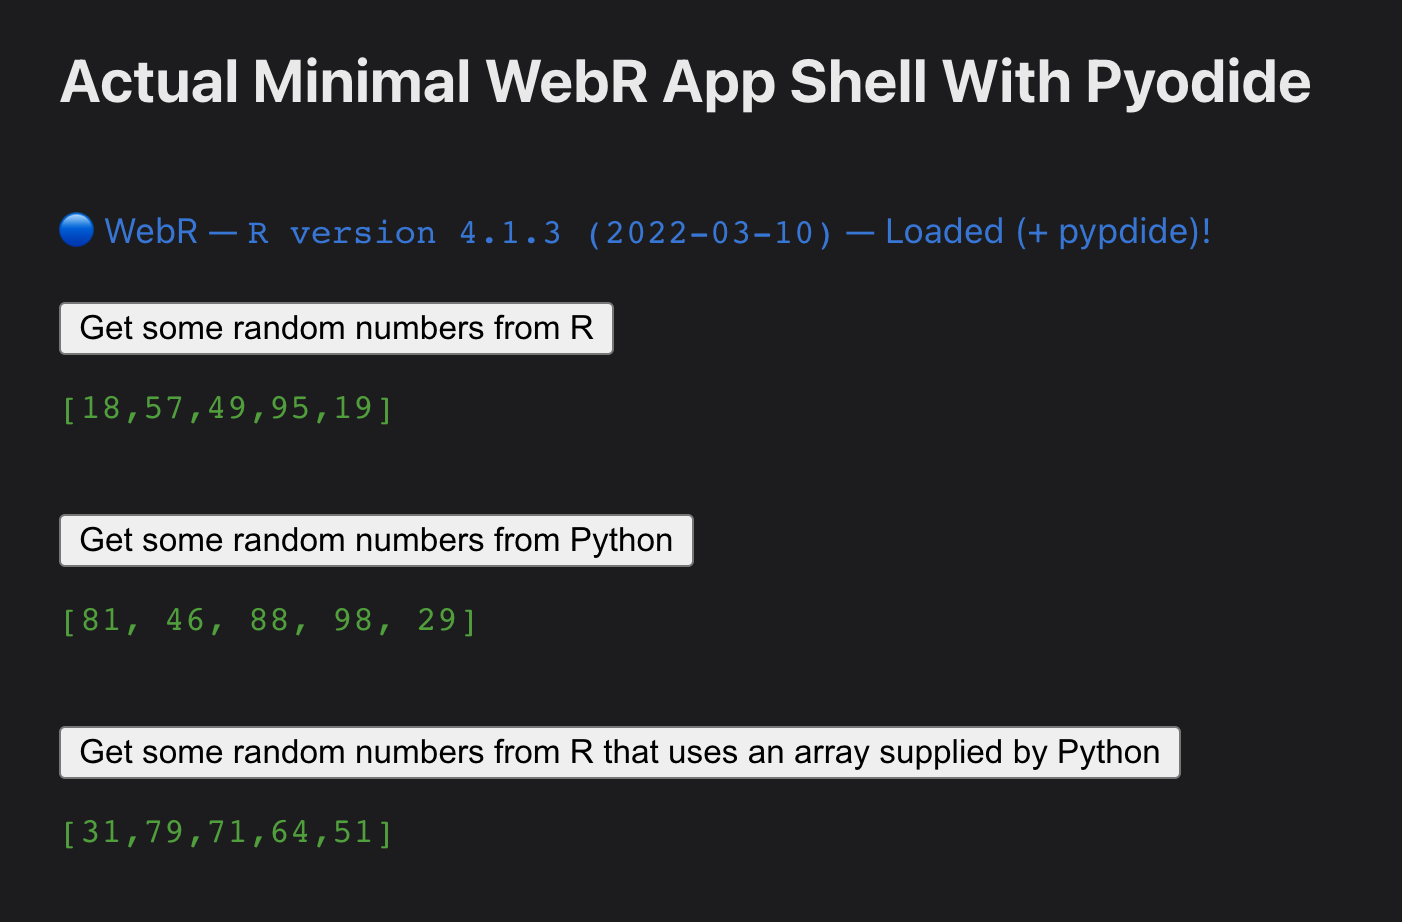 Actual Minimal WebR App Shell With Pyodide
🔵 WebR — R version 4.1.3 (2022-03-10) — Loaded (+ pypdide)!
Get some random numbers from R
[18,57,49,95,19]
Get some random numbers from Python
[81, 46, 88, 98, 29]
Get some random numbers from R that uses an array supplied by Python
[31,79,71,64,51]